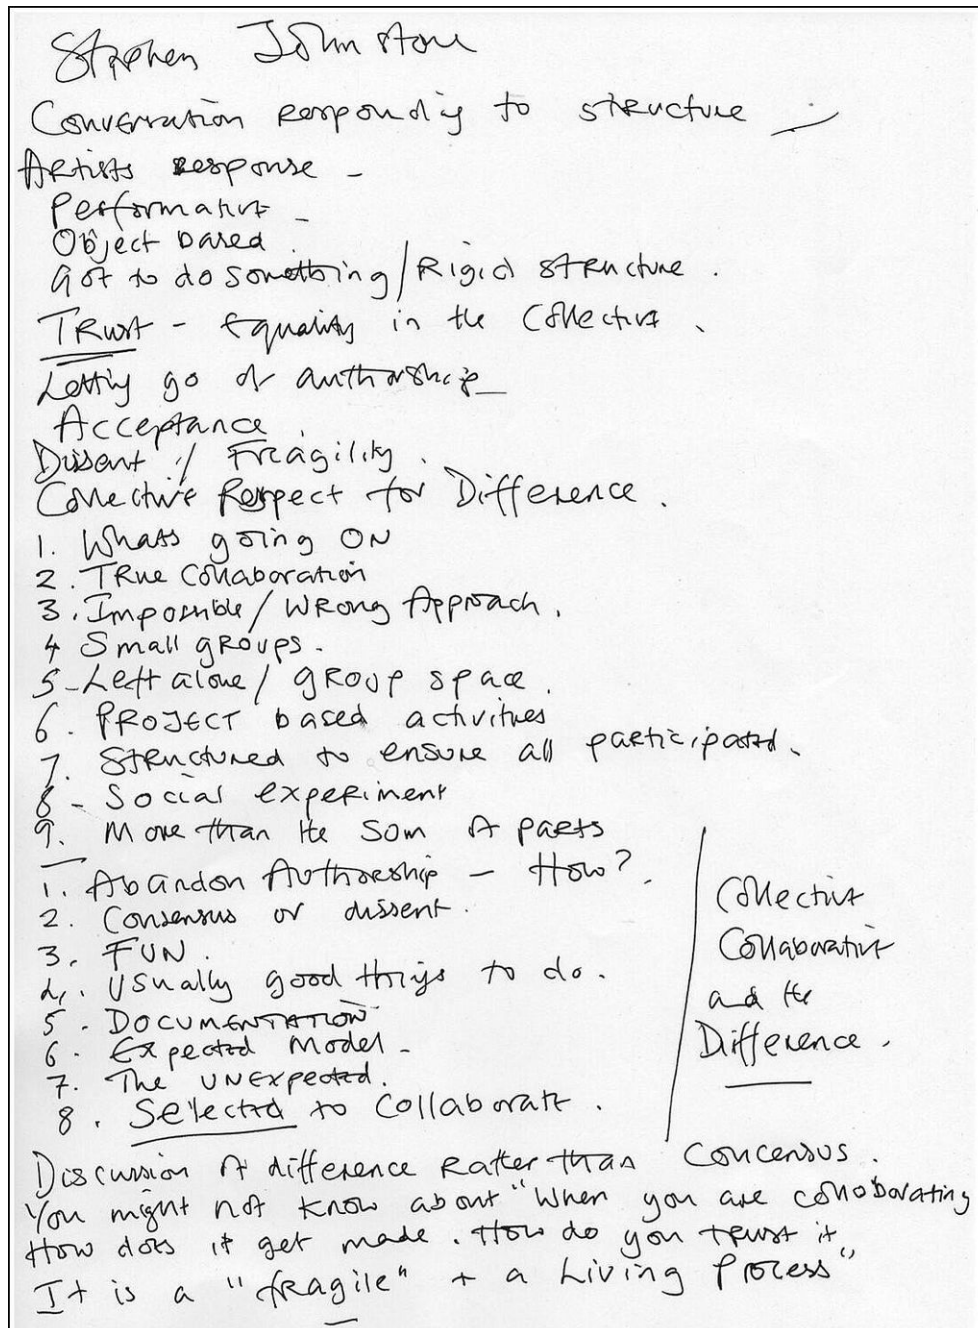 Stephen Johnstone
Conversation Responding to structure
Artists response -
Performative -
Object based.
Got to do something / Rigid structure.
Trust - Equality in the Collective.
Letting go of authorship
Acceptance
Dissent / Fragility.
Collective Respect for Difference.
1. Whats going ON
2. TRue Collaboration
3. Impossible / WRong Approach.
4 Small gROUPS.
5 - Left alone / gROUP space.
6. PROJECT based activities
7. Structured to ensure all participated.
8 - Social experiment
9. More than the Som of parts
1. Abandon Authorship - How?
2. Consensus or dissent.
3. FUN.
4. Usually good things to do.
5. DOCUMENTATION
6. Expected Model -
7. The UNExpected.
8. Selected to Collaborate.
Collective
Collaborative
and the
Difference.
Discussion of difference Ratter than Concensus.
You might not know about "When you are collaborating
How does it get made. How do you trust it
It is a "fragile" + a Living Process"